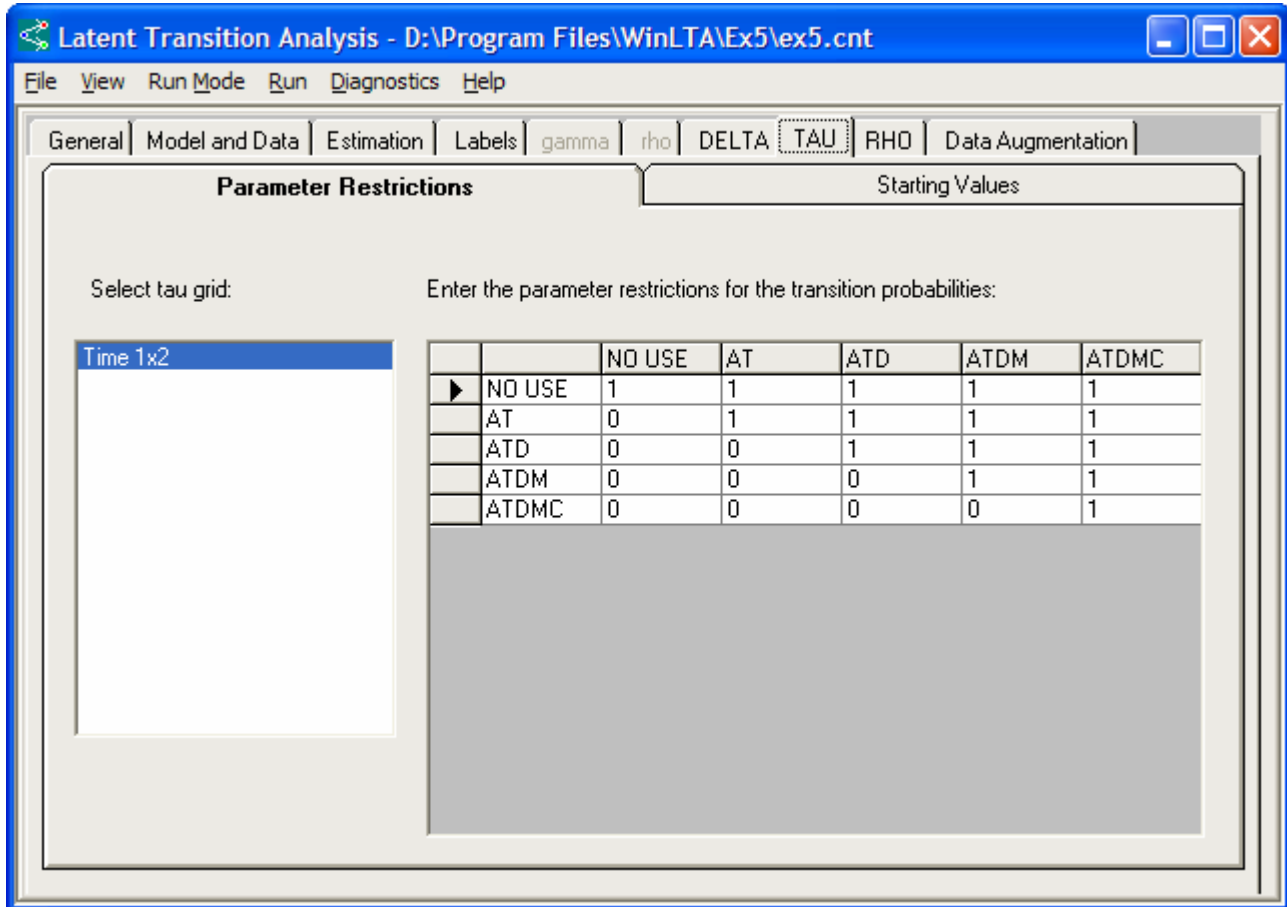 Latent Transition Analysis - D:\Program Files\WinLTA\Ex5\ex5.cnt
File View Run Mode Run Diagnostics Help
General Model and Data Estimation Labels gamma rho DELTA TAU RHO Data Augmentation
Parameter Restrictions Starting Values
Select tau grid: Enter the parameter restrictions for the transition probabilities:
Time 1x2
NO USE AT ATD ATDM ATDMC
NO USE 1 1 1 1 1
AT 0 1 1 1 1
ATD 0 0 1 1 1
ATDM 0 0 0 1 1
ATDMC 0 0 0 0 1